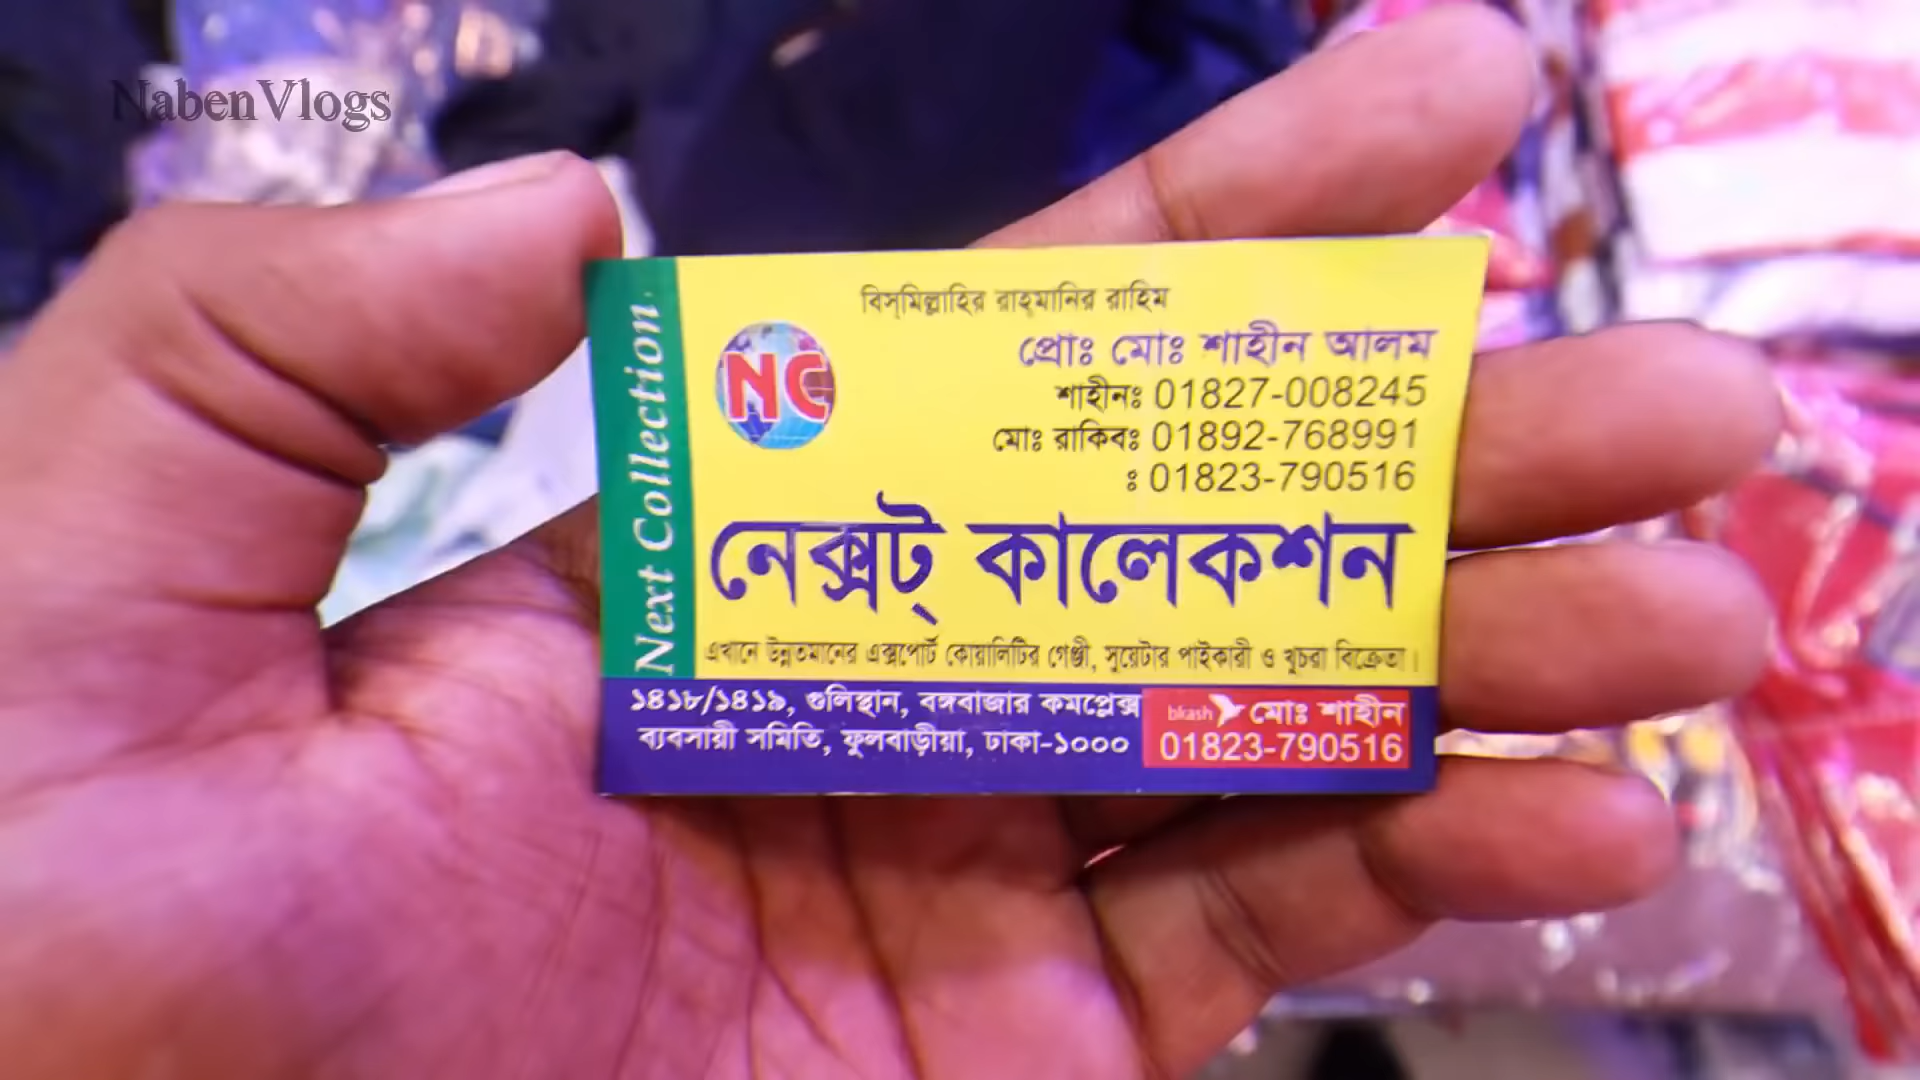 NabenVlogs
বিস্‌মিল্লাহির রাহ্‌মানির রাহিম
NC
প্রোঃ মোঃ শাহীন আলম
শাহীনঃ 01827-008245
মোঃ রাকিবঃ 01892-768991
ঃ 01823-790516
Next Collection
নেক্সট্ কালেকশন
এখানে উন্নতমানের এক্সপোর্ট কোয়ালিটির গেঞ্জী, সুয়েটার পাইকারী ও খুচরা বিক্রেতা।
১৪১৮/১৪১৯, গুলিস্থান, বঙ্গবাজার কমপ্লেক্স
ব্যবসায়ী সমিতি, ফুলবাড়ীয়া, ঢাকা-১০০০
bkash মোঃ শাহীন
01823-790516